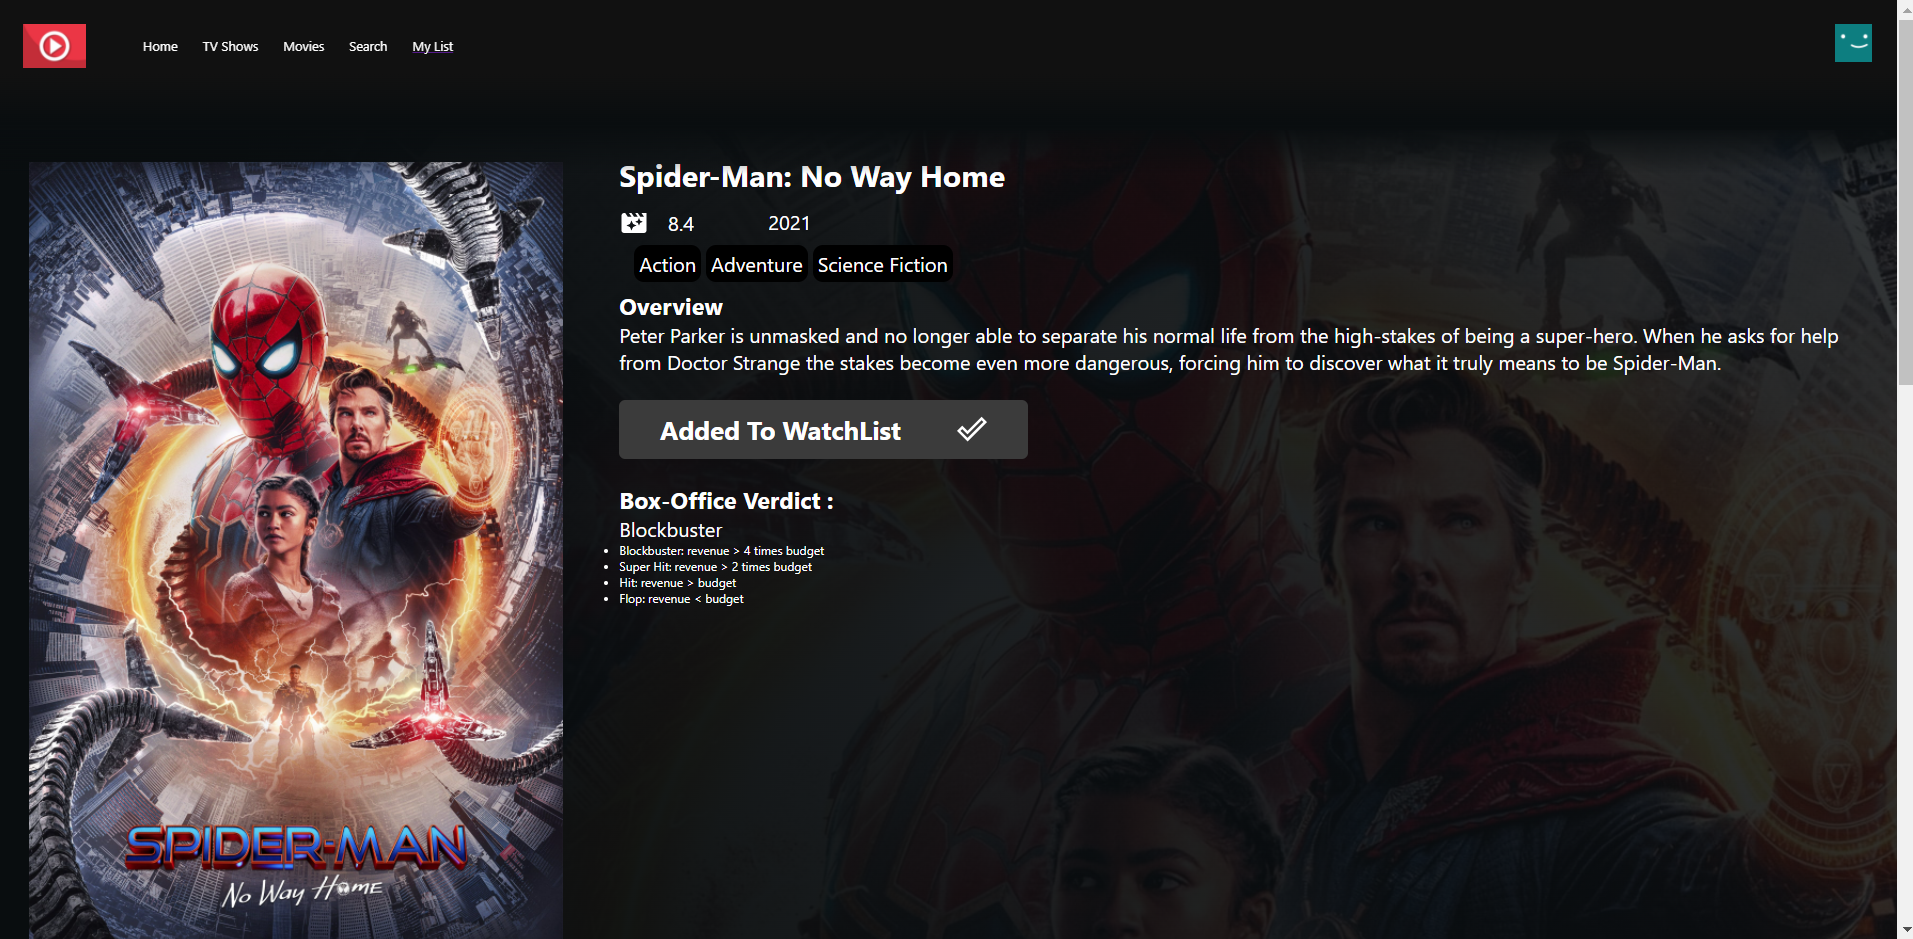 Home TV Shows Movies Search My List
Spider-Man: No Way Home
8.4 2021
Action Adventure Science Fiction
Overview
Peter Parker is unmasked and no longer able to separate his normal life from the high-stakes of being a super-hero. When he asks for help
from Doctor Strange the stakes become even more dangerous, forcing him to discover what it truly means to be Spider-Man.
Added To WatchList
Box-Office Verdict :
Blockbuster
Blockbuster: revenue > 4 times budget
Super Hit: revenue > 2 times budget
Hit: revenue > budget
Flop: revenue < budget
SPIDER-MAN
No Way Home